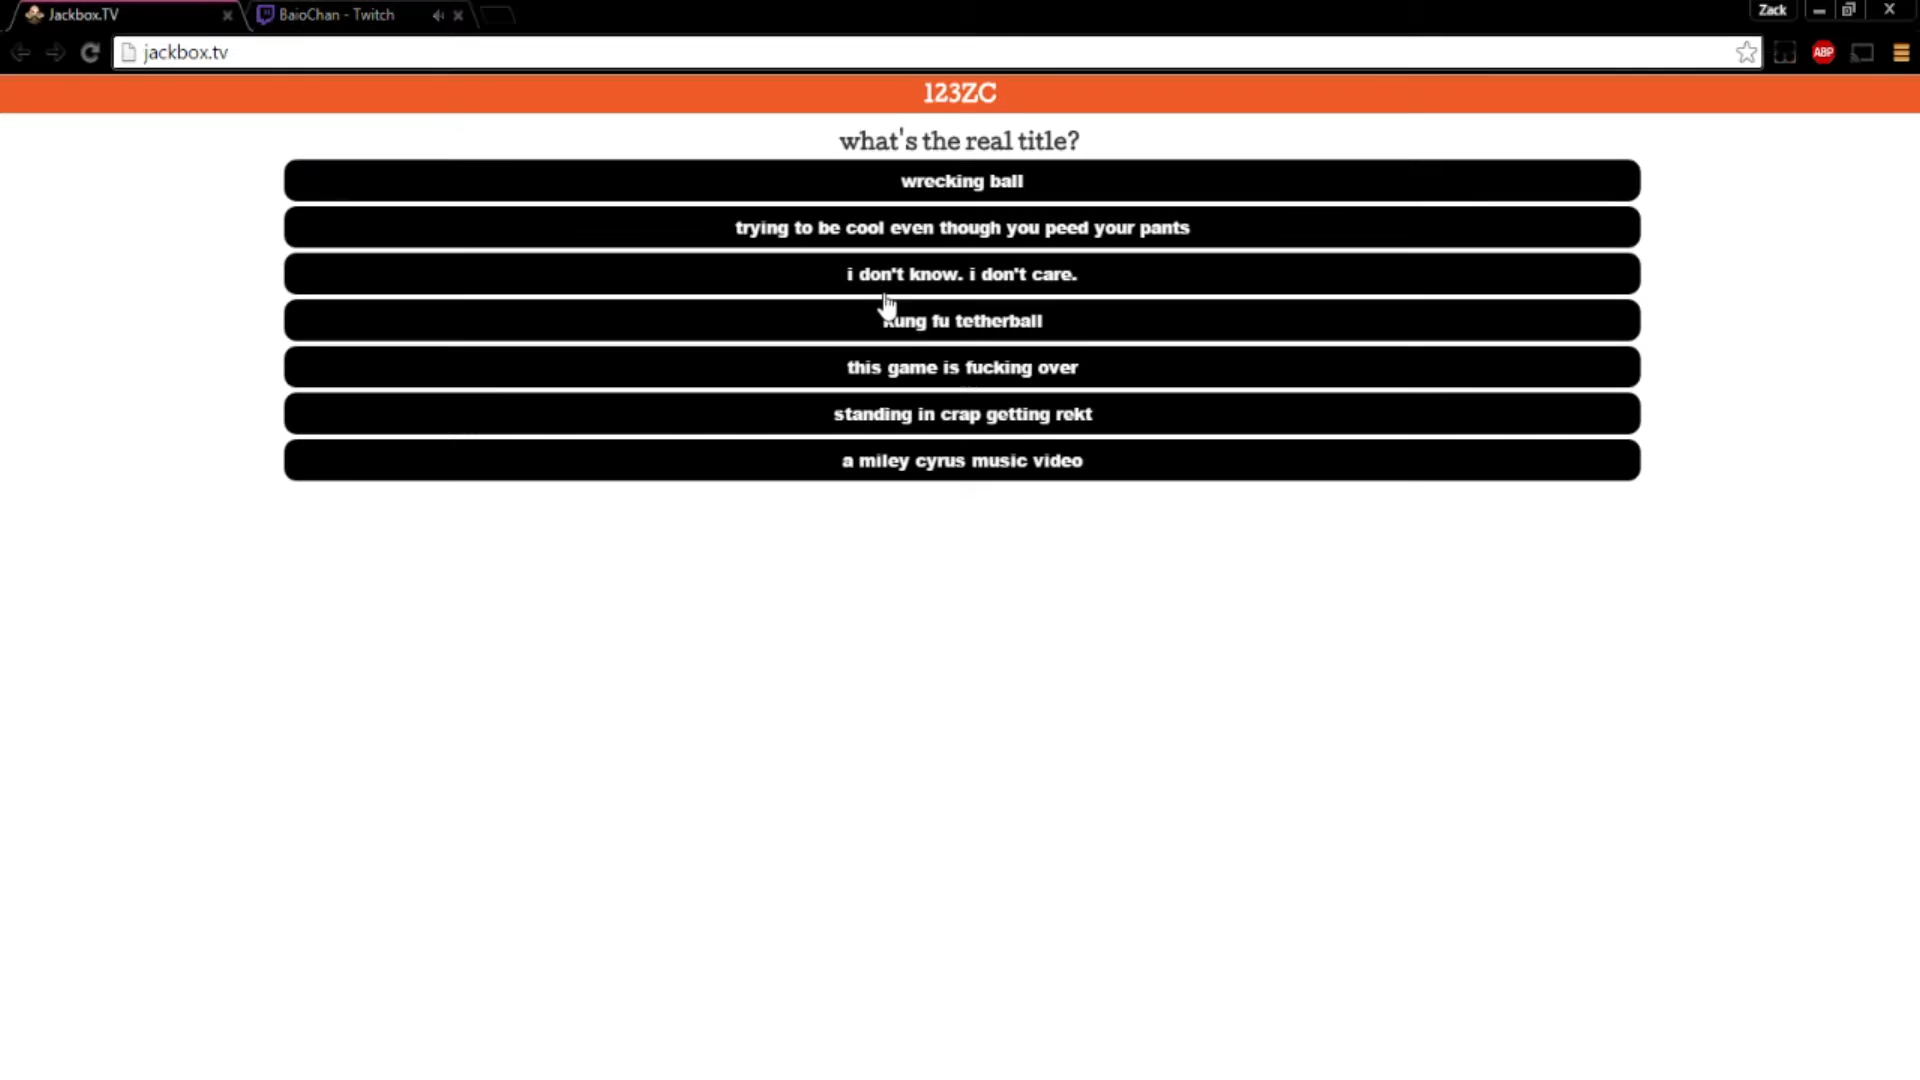 Jackbox.TV
BaioChan - Twitch
Zack
jackbox.tv
ABP
123ZC
what's the real title?
wrecking ball
trying to be cool even though you peed your pants
i don't know. i don't care.
kung fu tetherball
this game is fucking over
standing in crap getting rekt
a miley cyrus music video